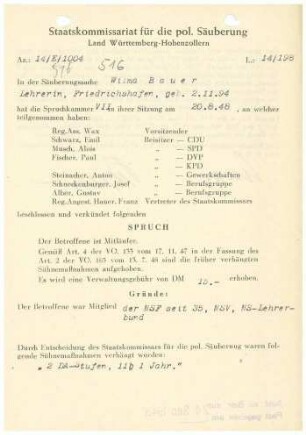 Staatskommissariat für die pol. Säuberung
Land Württemberg-Hohenzollern
Az.: 14/E/1004 L.: 14/198
516
In der Säuberungssache Wilma Bauer
Lehrerin, Friedrichshafen, geb. 2.11.94
hat die Spruchkammer VII in ihrer Sitzung am 20.8.48, an welcher
teilgenommen haben:
Reg.Ass. Wax Vorsitzender
Schwarz, Emil Beisitzer — CDU
Musch, Alois „ — SPD
Fischer, Paul „ — DVP
„ — KPD
Steinacher, Anton „ — Gewerkschaften
Schneckenburger, Josef „ — Berufsgruppe
Alber, Gustav „ — Berufsgruppe
Reg.Angest. Hauer, Franz Vertreter des Staatskommissars
beschlossen und verkündet folgenden
SPRUCH
Der Betroffene ist Mitläufer.
Gemäß Art. 4 der VO. 133 vom 17. 11. 47 in der Fassung des
Art. 2 der VO. 165 vom 13. 7. 48 sind die früher verhängten
Sühnemaßnahmen aufgehoben.
Es wird eine Verwaltungsgebühr von DM 10.- erhoben.
Gründe:
Der Betroffene war Mitglied der NSP seit 35, NSV, NS-Lehrer-
bund
Durch Entscheidung des Staatskommissars für die pol. Säuberung waren fol-
gende Sühnemaßnahmen verhängt worden:
„2 DA-Stufen, 11b 1 Jahr."